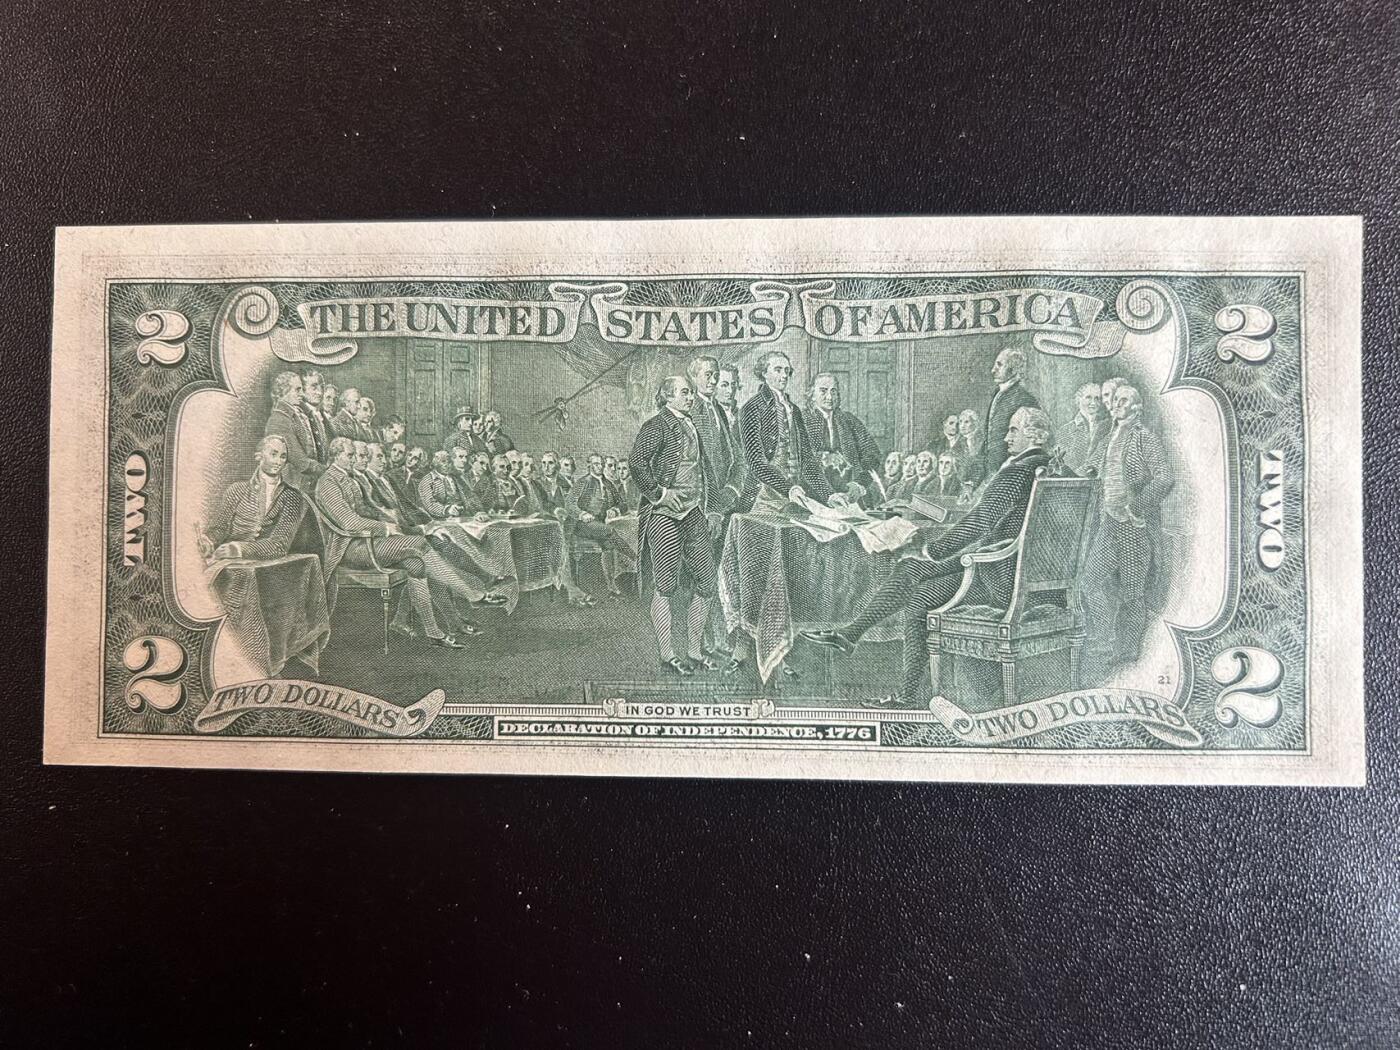 THE UNITED STATES OF AMERICA
2
2
TWO
TWO
2
2
21
TWO DOLLARS
IN GOD WE TRUST
TWO DOLLARS
DECLARATION OF INDEPENDENCE, 1776